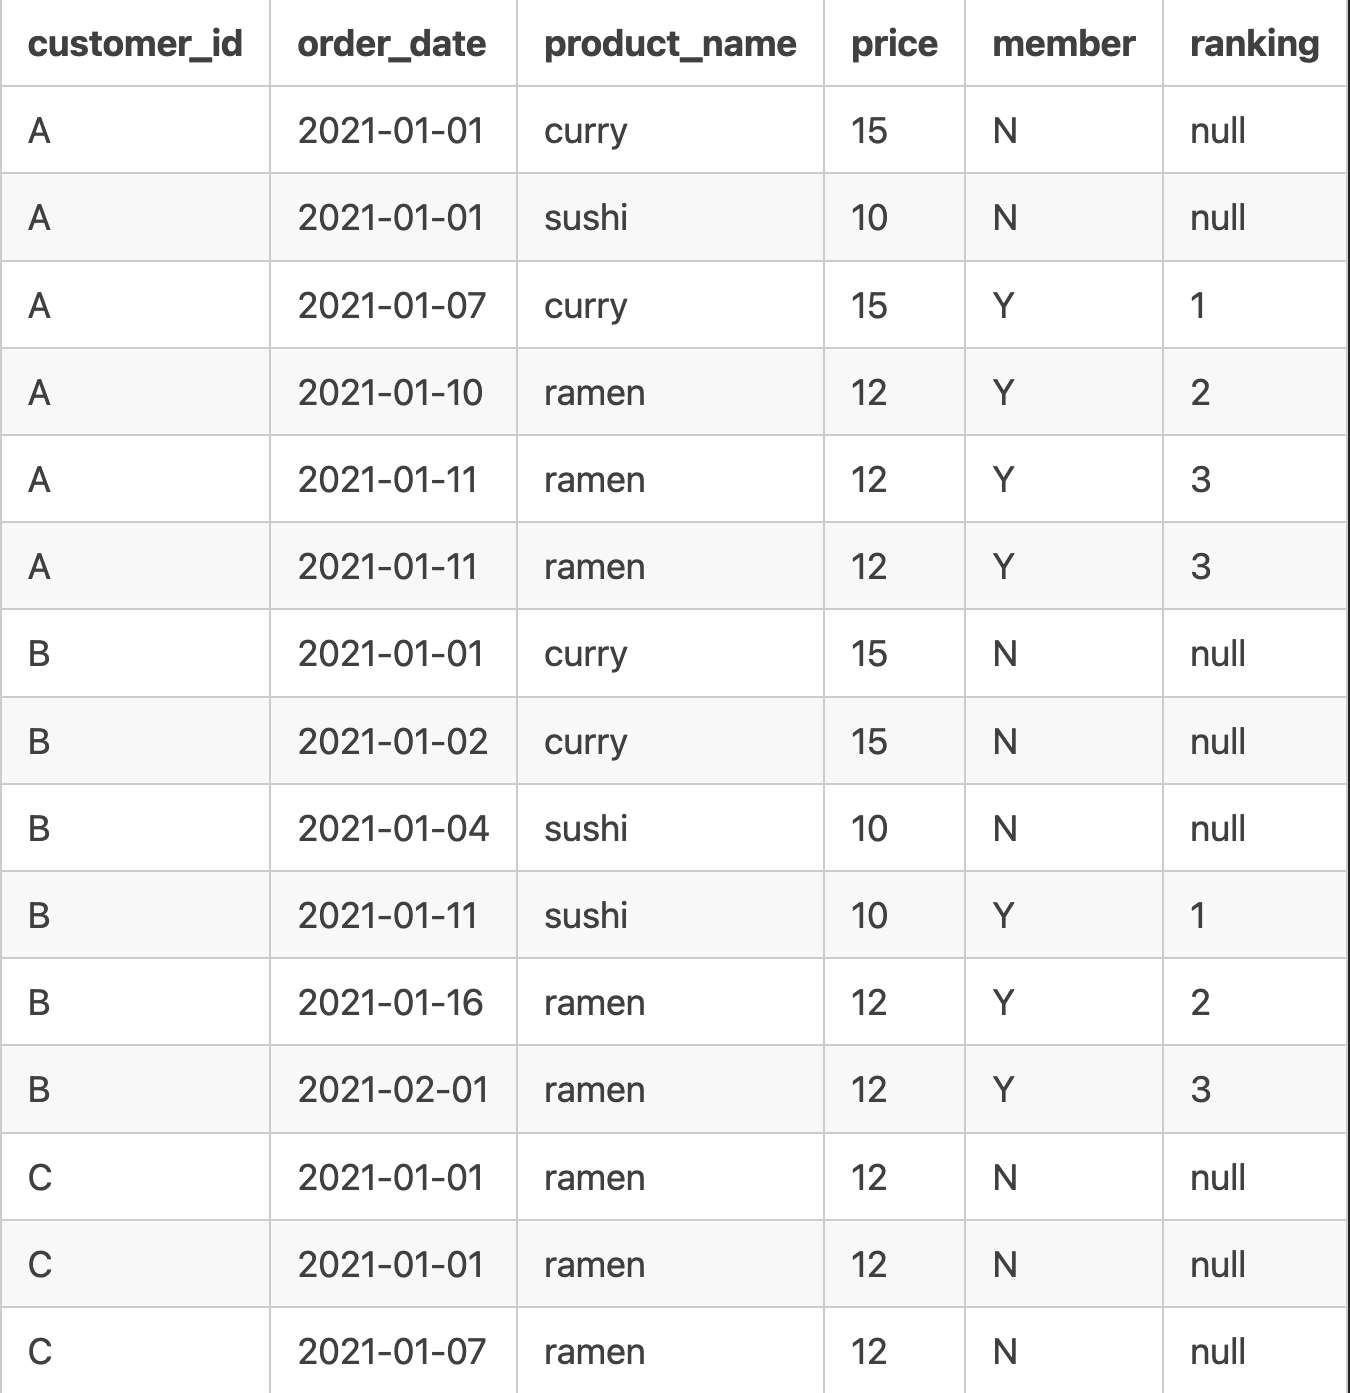 customer_id order_date product_name price member ranking
A 2021-01-01 curry 15 N null
A 2021-01-01 sushi 10 N null
A 2021-01-07 curry 15 Y 1
A 2021-01-10 ramen 12 Y 2
A 2021-01-11 ramen 12 Y 3
A 2021-01-11 ramen 12 Y 3
B 2021-01-01 curry 15 N null
B 2021-01-02 curry 15 N null
B 2021-01-04 sushi 10 N null
B 2021-01-11 sushi 10 Y 1
B 2021-01-16 ramen 12 Y 2
B 2021-02-01 ramen 12 Y 3
C 2021-01-01 ramen 12 N null
C 2021-01-01 ramen 12 N null
C 2021-01-07 ramen 12 N null